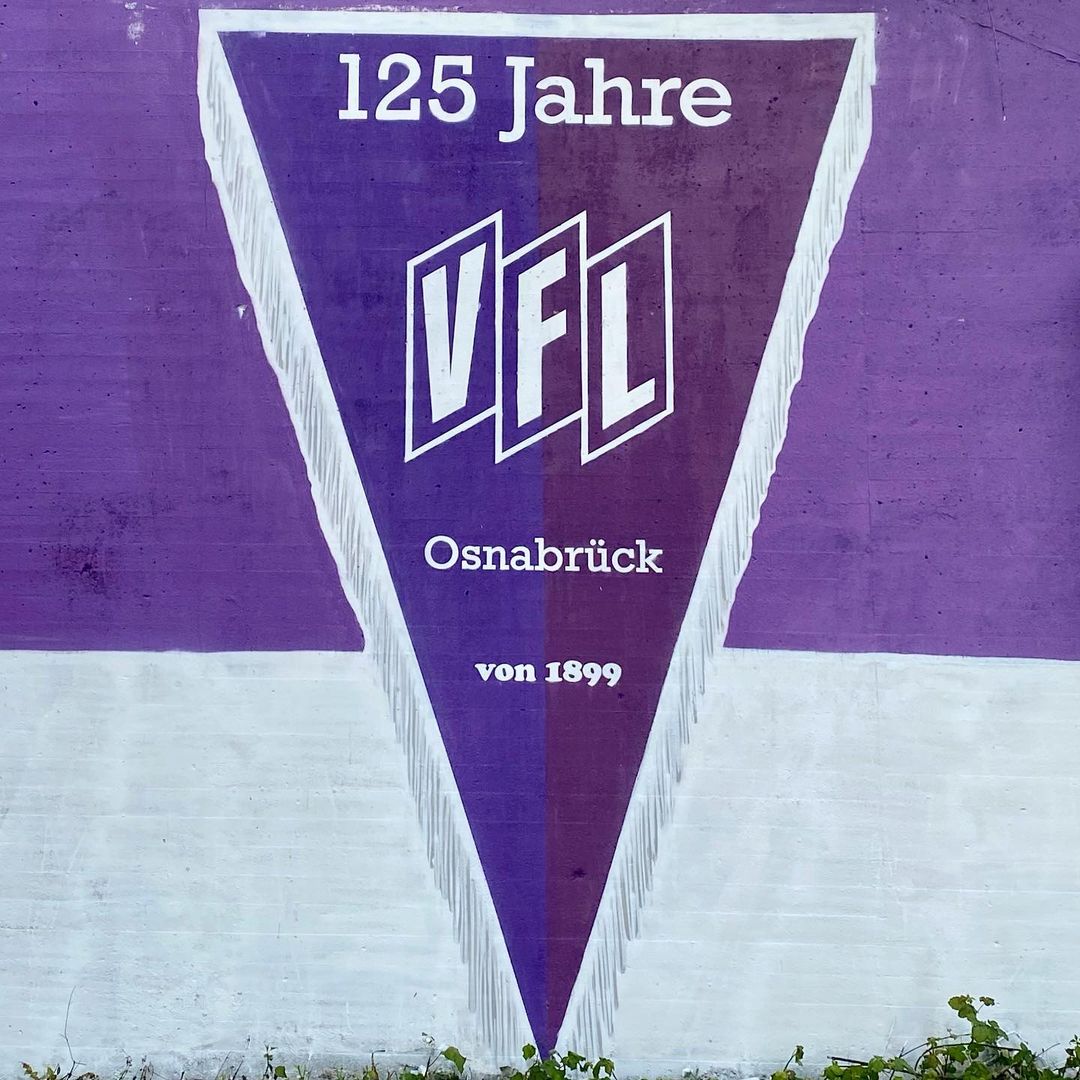 125 Jahre
VFL
Osnabrück
von 1899